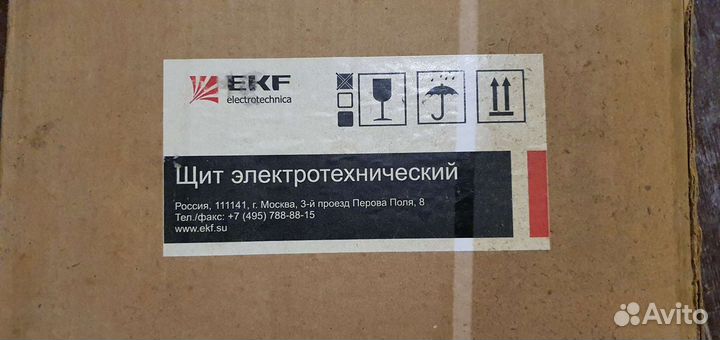 EKF
electrotechnica
Щит электротехнический
Россия, 111141, г. Москва, 3-й проезд Перова Поля, 8
Тел./факс: +7 (495) 788-88-15
www.ekf.su
Avito